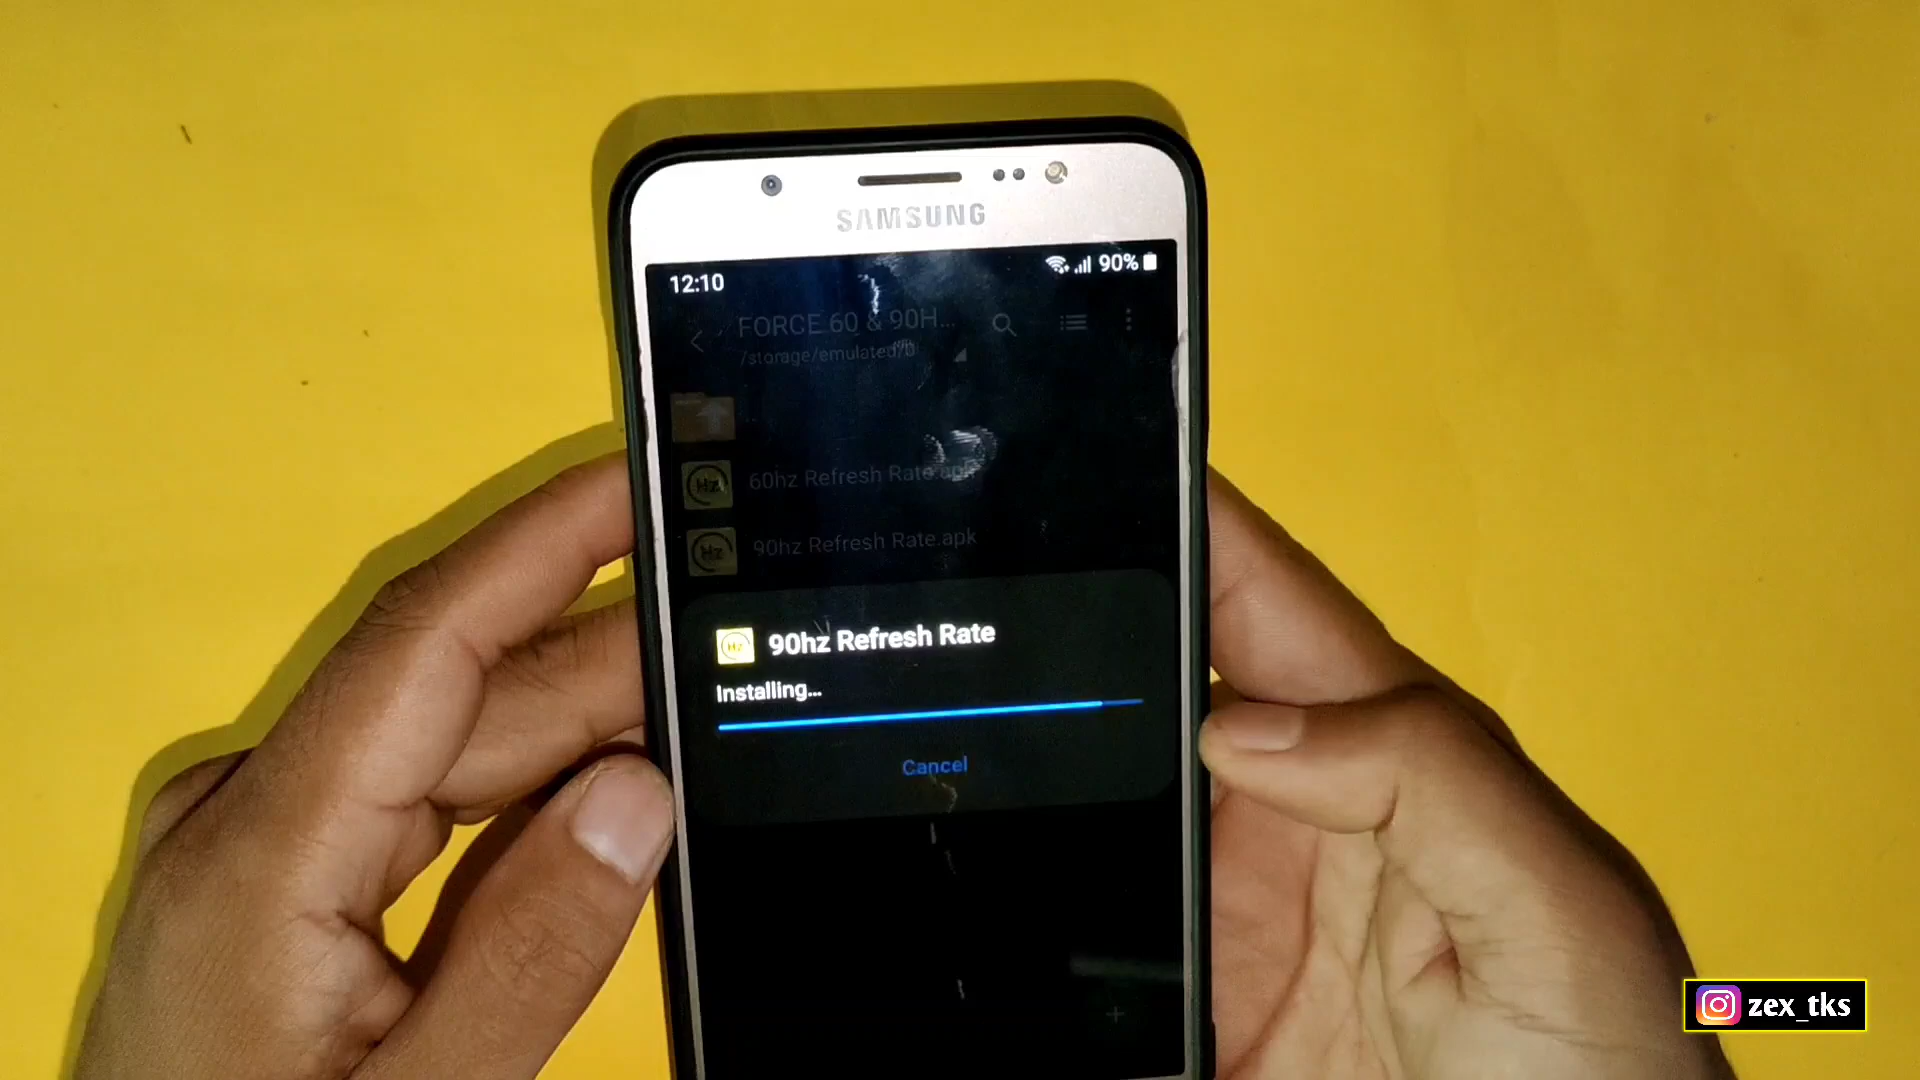 SAMSUNG
12:10
90%
FORCE 60 & 90H...
/storage/emulated/0
60hz Refresh Rate.apk
90hz Refresh Rate.apk
Hz
90hz Refresh Rate
Installing...
Cancel
zex_tks